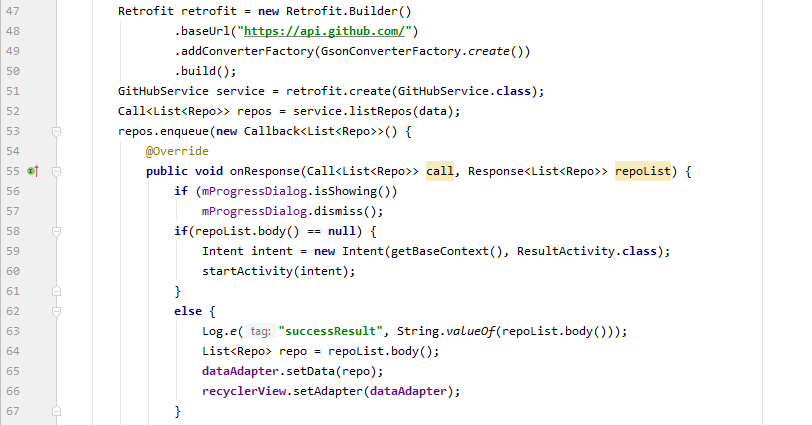 47 Retrofit retrofit = new Retrofit.Builder()
48 .baseUrl("https://api.github.com/")
49 .addConverterFactory(GsonConverterFactory.create())
50 .build();
51 GitHubService service = retrofit.create(GitHubService.class);
52 Call<List<Repo>> repos = service.listRepos(data);
53 repos.enqueue(new Callback<List<Repo>>() {
54 @Override
55 public void onResponse(Call<List<Repo>> call, Response<List<Repo>> repoList) {
56 if (mProgressDialog.isShowing())
57 mProgressDialog.dismiss();
58 if(repoList.body() == null) {
59 Intent intent = new Intent(getBaseContext(), ResultActivity.class);
60 startActivity(intent);
61 }
62 else {
63 Log.e( tag: "successResult", String.valueOf(repoList.body()));
64 List<Repo> repo = repoList.body();
65 dataAdapter.setData(repo);
66 recyclerView.setAdapter(dataAdapter);
67 }